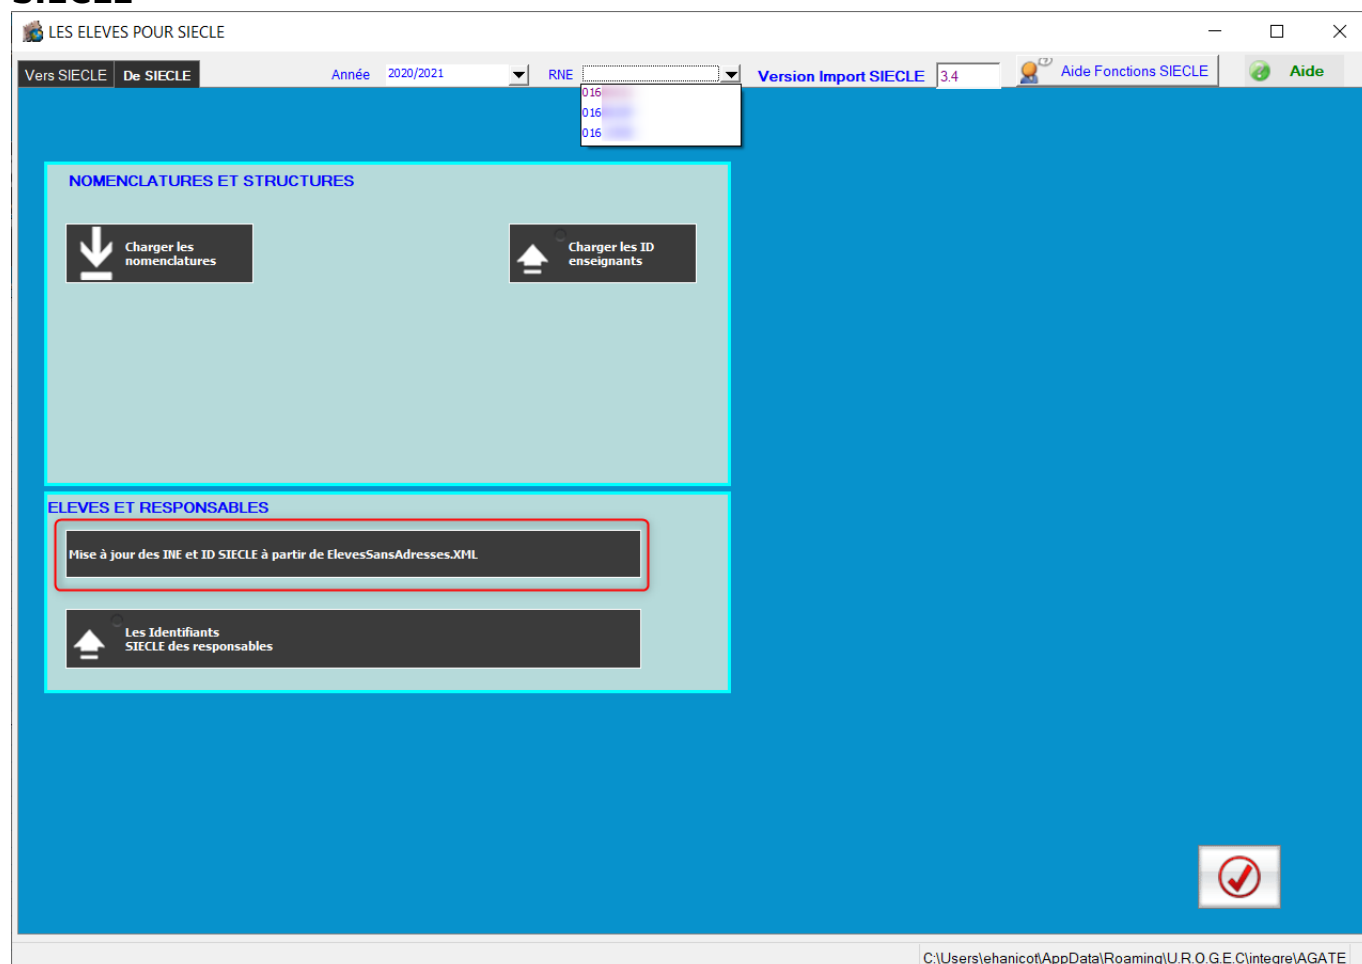 SIECLE
LES ELEVES POUR SIECLE
Vers SIECLE De SIECLE Année 2020/2021 RNE Version Import SIECLE 3.4 Aide Fonctions SIECLE Aide
016
016
016
NOMENCLATURES ET STRUCTURES
Charger les
nomenclatures
Charger les ID
enseignants
ELEVES ET RESPONSABLES
Mise à jour des INE et ID SIECLE à partir de ElevesSansAdresses.XML
Les Identifiants
SIECLE des responsables
C:\Users\ehanicot\AppData\Roaming\U.R.O.G.E.C\integre\AGATE